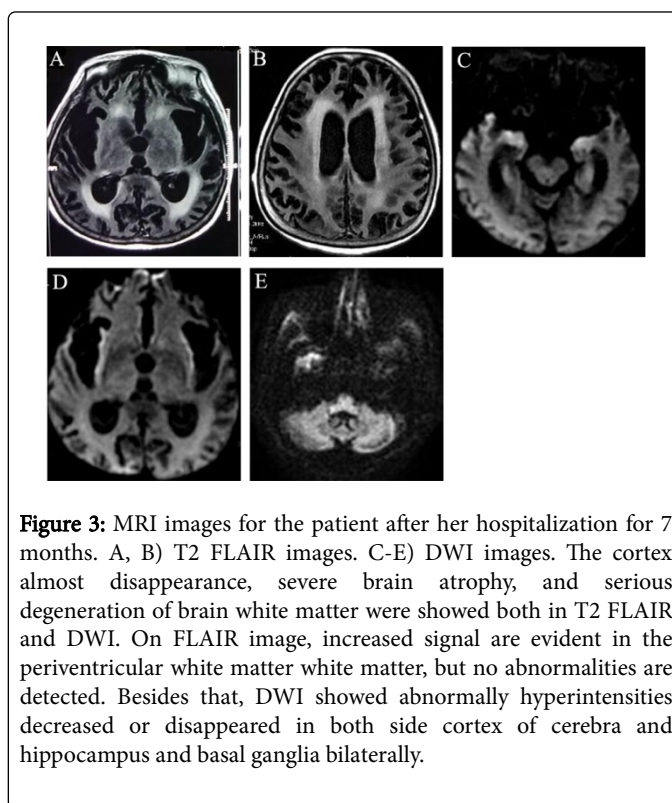 A
B
C
D
E
Figure 3: MRI images for the patient after her hospitalization for 7
months. A, B) T2 FLAIR images. C-E) DWI images. The cortex
almost disappearance, severe brain atrophy, and serious
degeneration of brain white matter were showed both in T2 FLAIR
and DWI. On FLAIR image, increased signal are evident in the
periventricular white matter white matter, but no abnormalities are
detected. Besides that, DWI showed abnormally hyperintensities
decreased or disappeared in both side cortex of cerebra and
hippocampus and basal ganglia bilaterally.